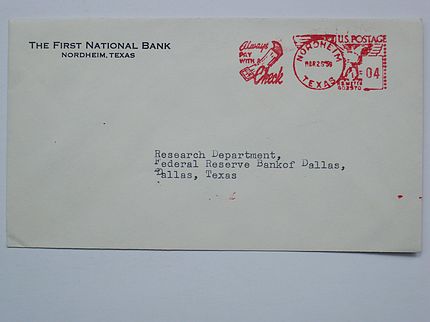 THE FIRST NATIONAL BANK
NORDHEIM, TEXAS
Always
PAY
WITH A
Check
NORDHEIM
TEXAS
U.S. POSTAGE
04
Research Department,
Federal Reserve Bankof Dallas,
Dallas, Texas